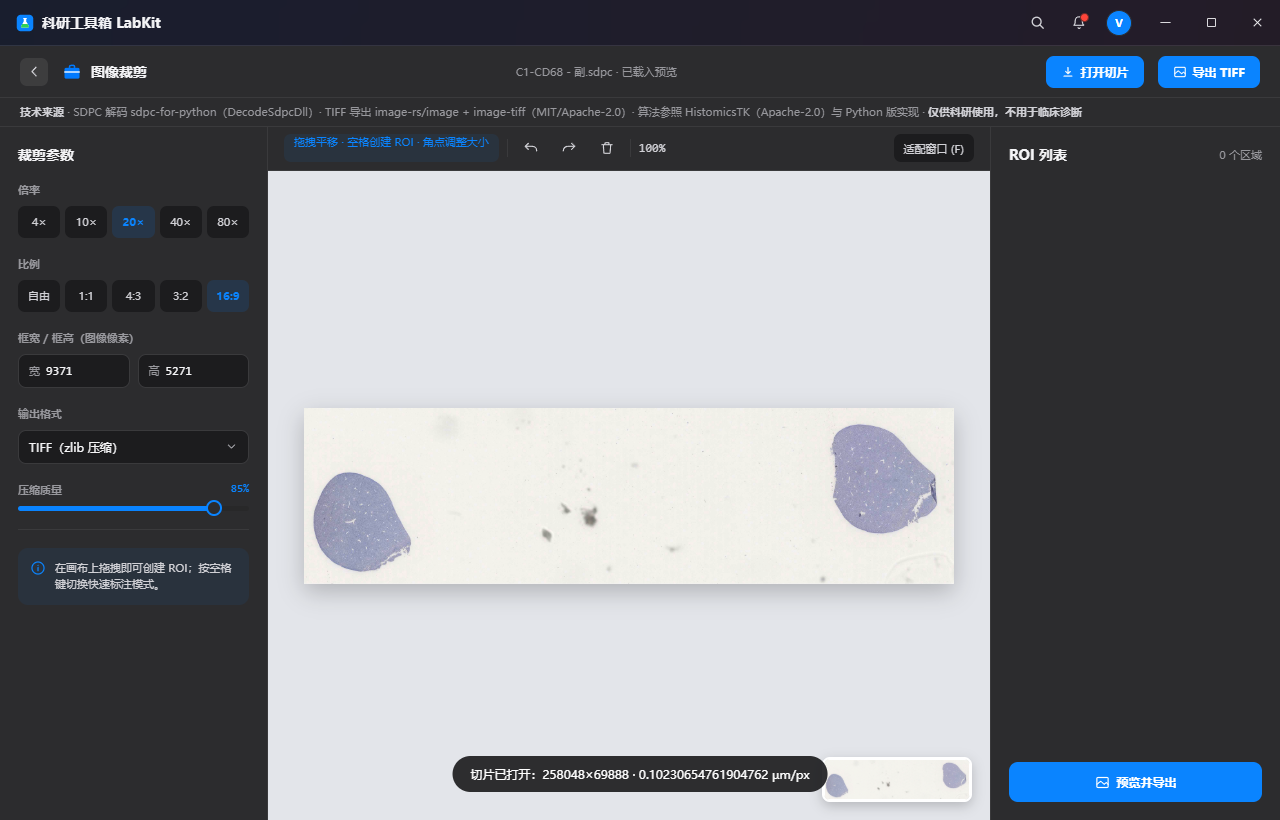 科研工具箱 LabKit
V
图像裁剪
C1-CD68 - 副.sdpc · 已载入预览
打开切片
导出 TIFF
技术来源 · SDPC 解码 sdpc-for-python（DecodeSdpcDll）· TIFF 导出 image-rs/image + image-tiff（MIT/Apache-2.0）· 算法参照 HistomicsTK（Apache-2.0）与 Python 版实现 · 仅供科研使用，不用于临床诊断
裁剪参数
倍率
4× 10× 20× 40× 80×
比例
自由 1:1 4:3 3:2 16:9
框宽 / 框高（图像像素）
宽 9371 高 5271
输出格式
TIFF（zlib 压缩）
压缩质量 85%
在画布上拖拽即可创建 ROI；按空格
键切换快速标注模式。
拖拽平移 · 空格创建 ROI · 角点调整大小
100%
适配窗口 (F)
切片已打开：258048×69888 · 0.10230654761904762 μm/px
ROI 列表
0 个区域
预览并导出